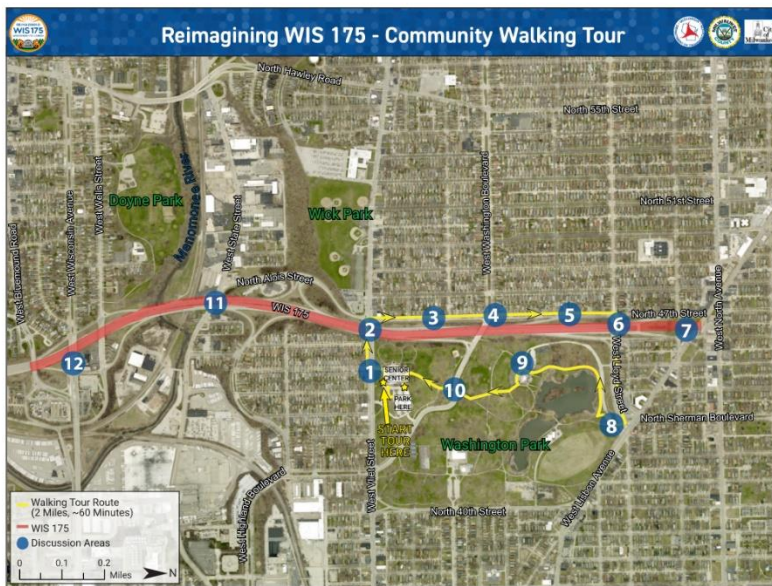 Reimagining WIS 175 - Community Walking Tour
WIS 175
North Hawley Road
North 55th Street
West Wells Street
West Wisconsin Avenue
West Bluemound Road
Doyne Park
Menomonee River
West State Street
Wick Park
West Washington Boulevard
North 51st Street
North Aldis Street
WIS 175
North 47th Street
West North Avenue
11
12
2
3
4
5
6
7
1
SENIOR
CENTER
PARK
HERE
START
TOUR
HERE
10
9
8
West Lloyd Street
North Sherman Boulevard
Washington Park
West Lisbon Avenue
West Vliet Street
West Highland Boulevard
North 40th Street
Walking Tour Route
(2 Miles, ~60 Minutes)
WIS 175
Discussion Areas
0 0.1 0.2
Miles
N